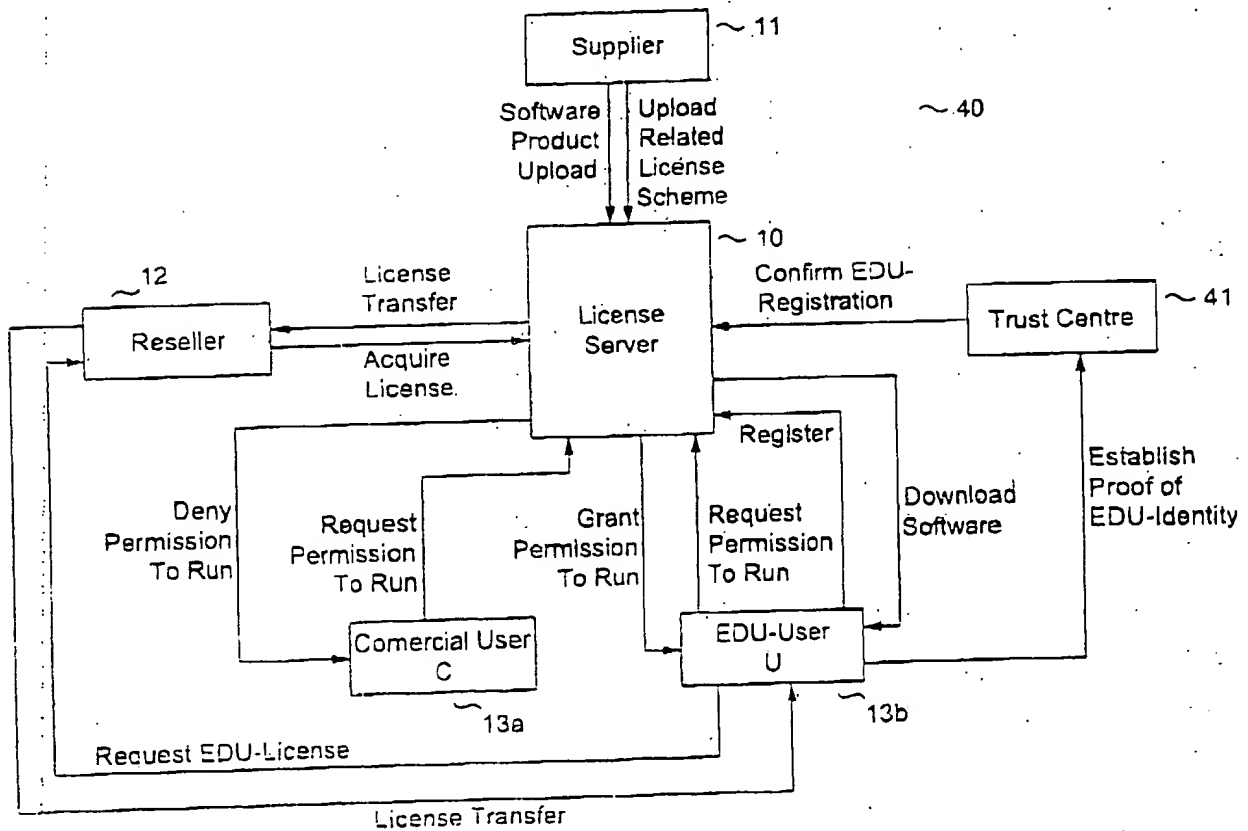 Supplier
11
Software
Product
Upload
Upload
Related
License
Scheme
40
10
12
License
Transfer
Confirm EDU-
Registration
41
Reseller
License
Server
Trust Centre
Acquire
License.
Register
Deny
Permission
To Run
Request
Permission
To Run
Grant
Permission
To Run
Request
Permission
To Run
Download
Software
Establish
Proof of
EDU-Identity
Comercial User
C
EDU-User
U
13a
13b
Request EDU-License
License Transfer